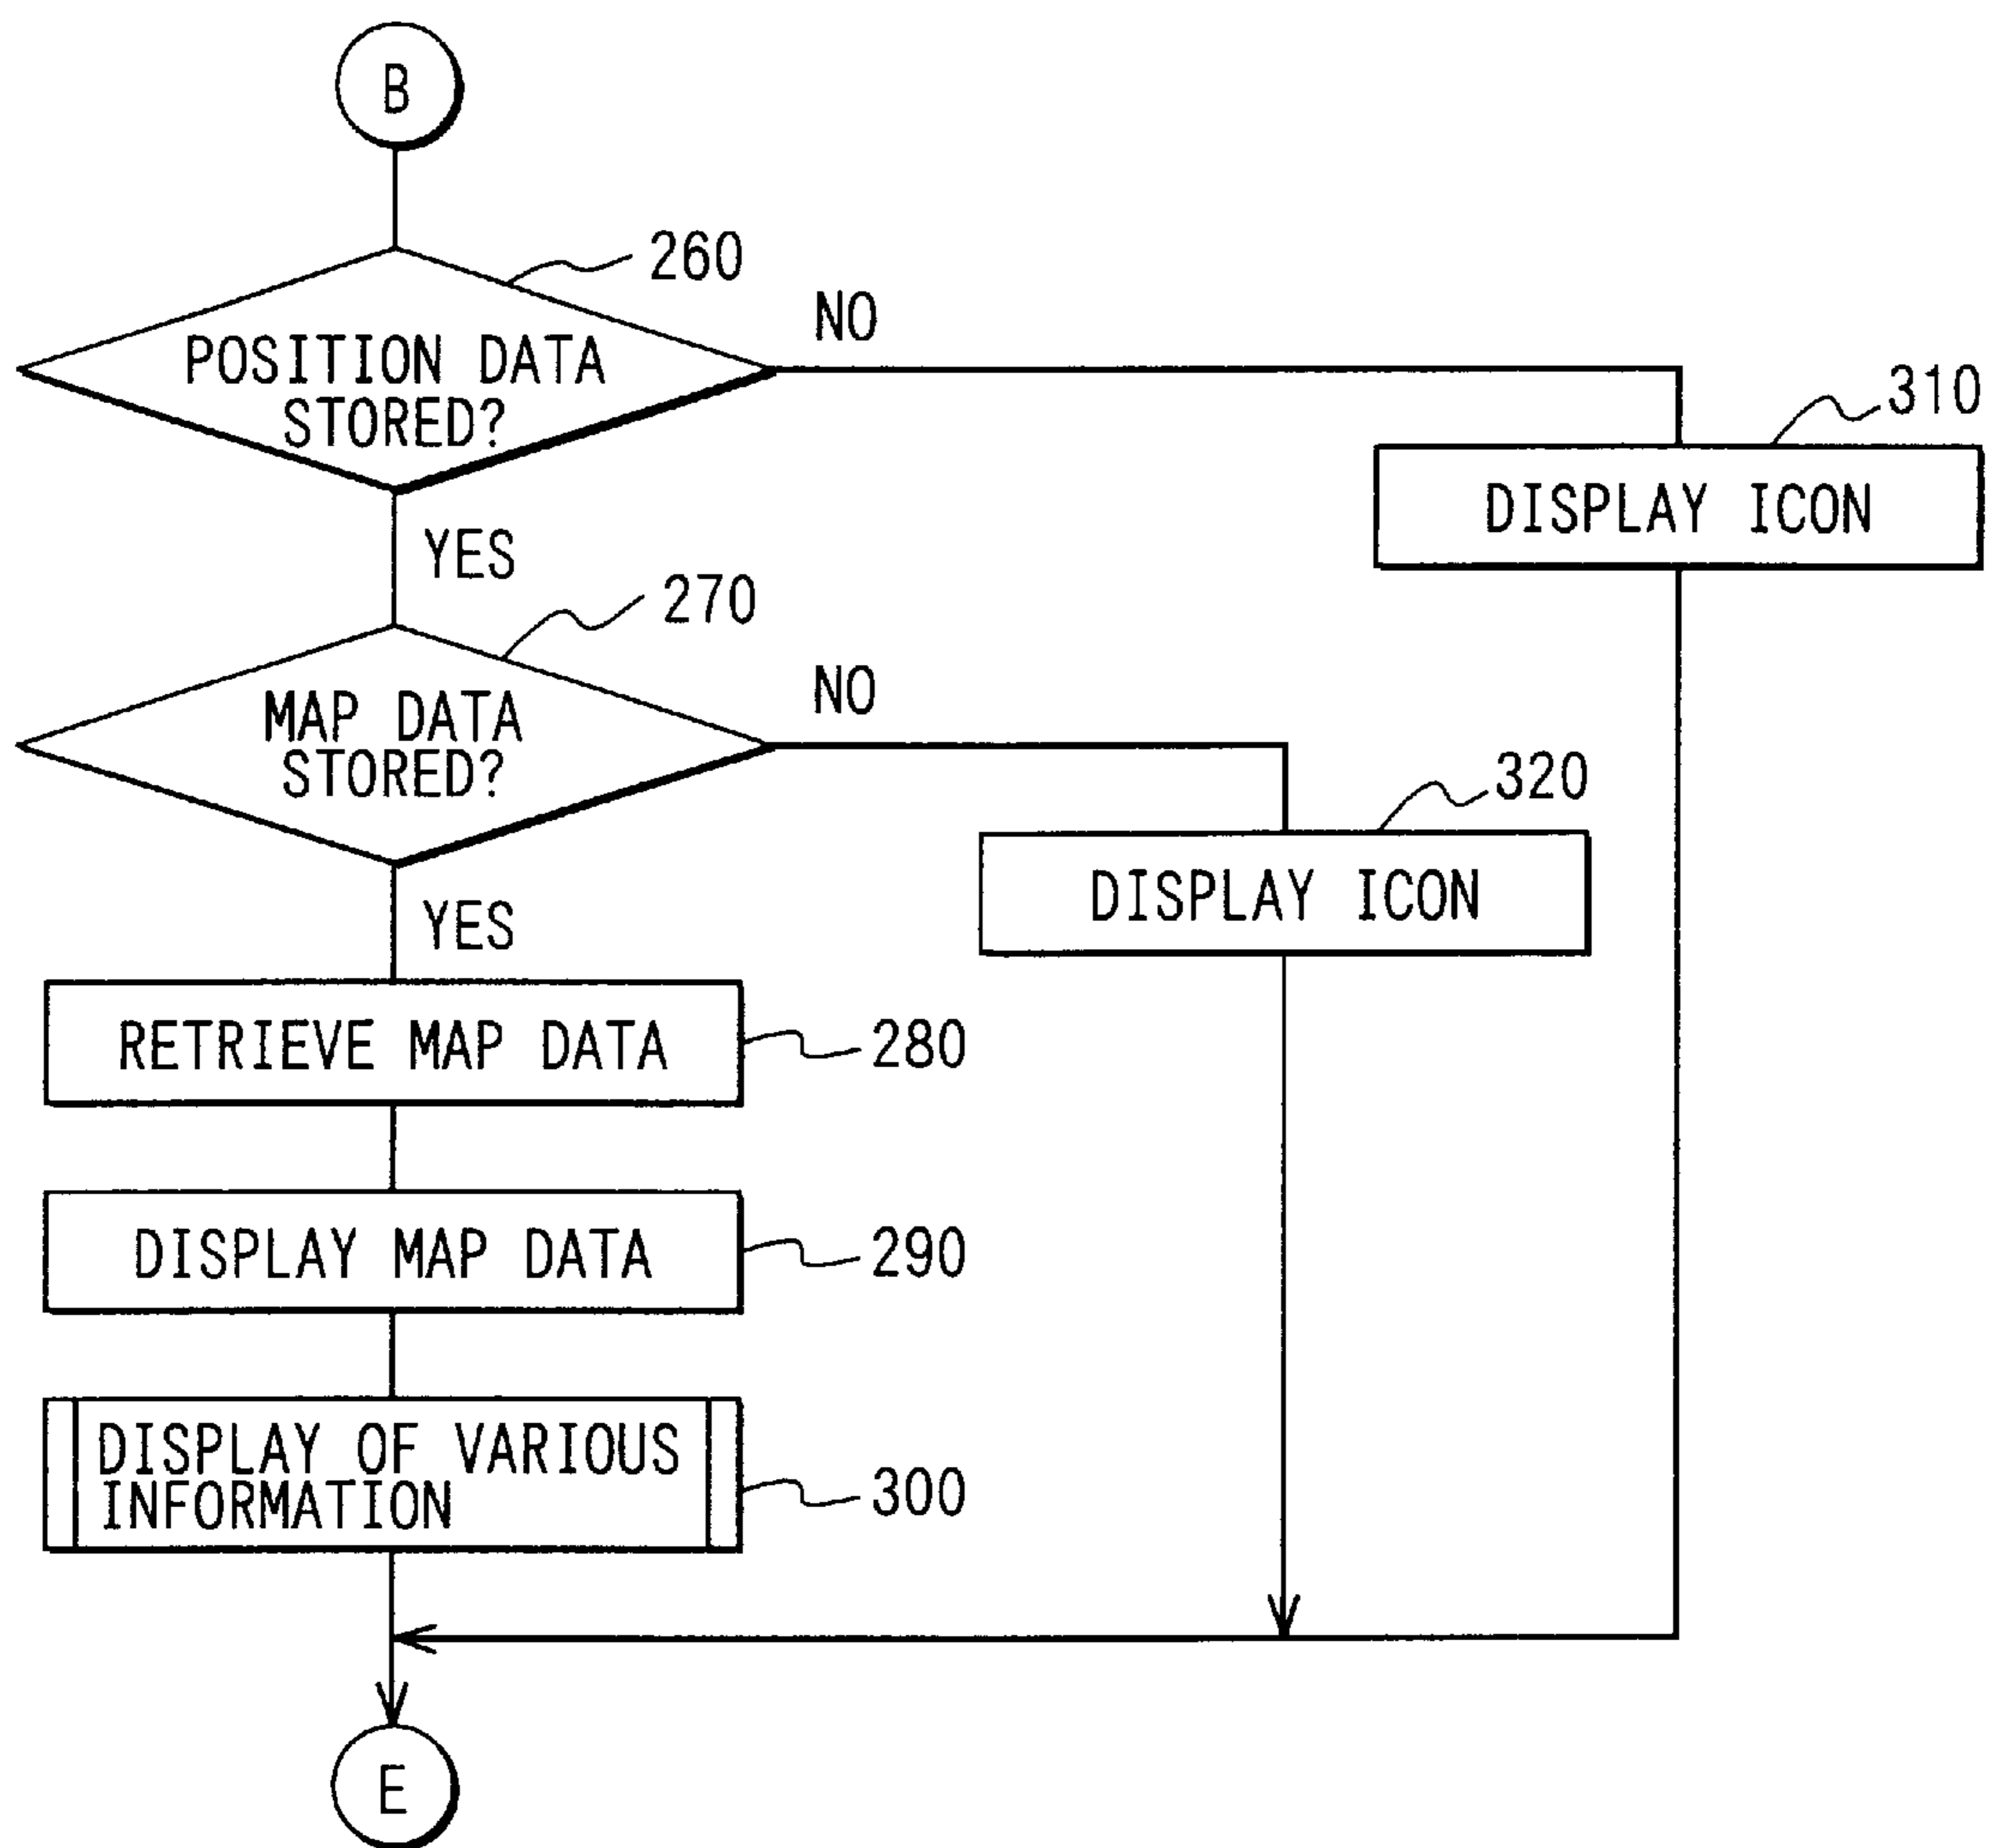 B
260
POSITION DATA
STORED?
NO
310
DISPLAY ICON
YES
270
MAP DATA
STORED?
NO
320
DISPLAY ICON
YES
RETRIEVE MAP DATA
280
DISPLAY MAP DATA
290
DISPLAY OF VARIOUS
INFORMATION
300
E